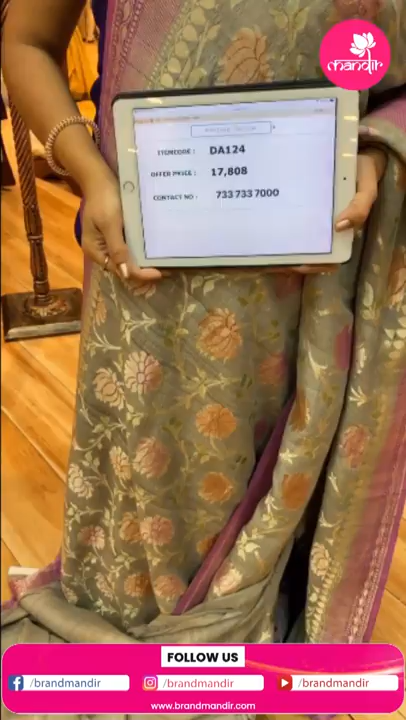 mandir
ITEMCODE : DA124
OFFER PRICE : 17,808
CONTACT NO : 733 733 7000
FOLLOW US
/brandmandir /brandmandir /brandmandir
www.brandmandir.com